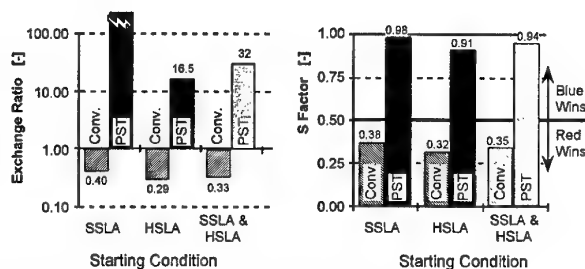 Exchange Ratio [-]
100.00
10.00
1.00
0.10
16.5
32
Conv.
PST
Conv.
PST
Conv.
PST
0.40
0.29
0.33
SSLA
HSLA
SSLA &
HSLA
Starting Condition
S Factor [-]
1.00
0.75
0.50
0.25
0.00
0.98
0.91
0.94
0.38
0.32
0.35
Conv.
PST
Conv.
PST
Conv.
PST
Blue
Wins
Red
Wins
SSLA
HSLA
SSLA &
HSLA
Starting Condition